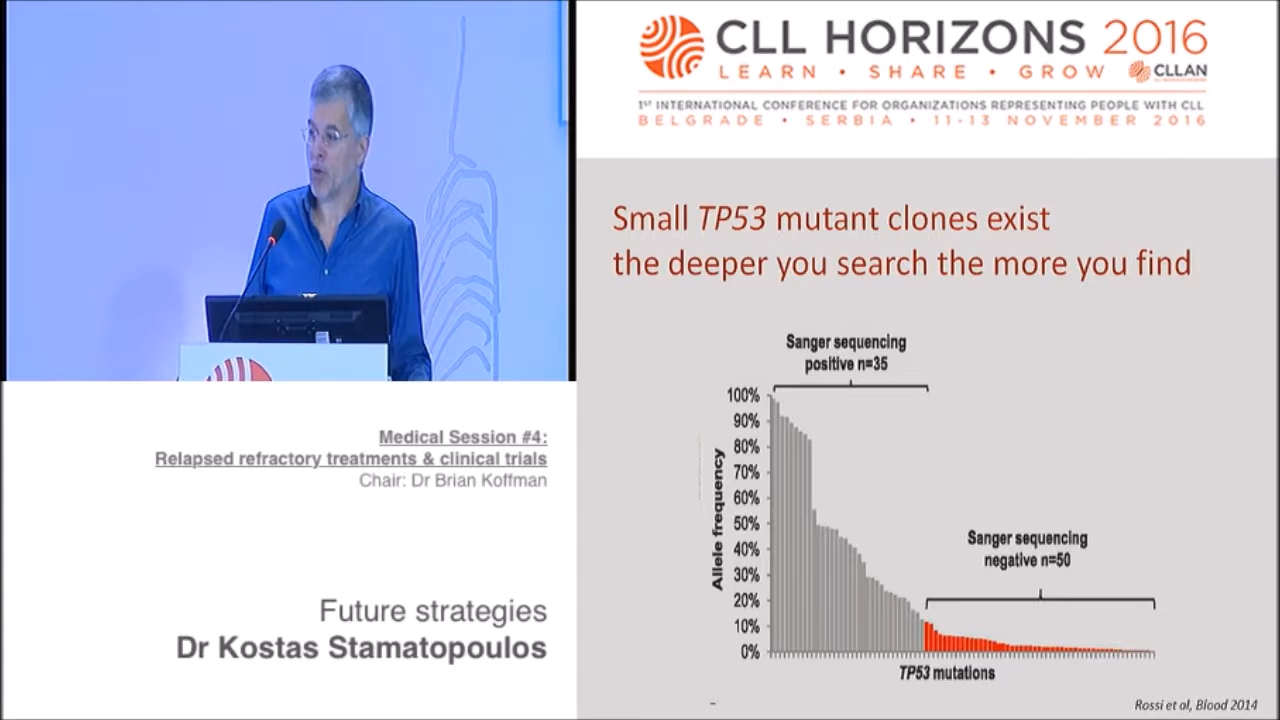 CLL HORIZONS 2016
LEARN • SHARE • GROW
CLLAN
1ST INTERNATIONAL CONFERENCE FOR ORGANIZATIONS REPRESENTING PEOPLE WITH CLL
BELGRADE • SERBIA • 11-13 NOVEMBER 2016
Small TP53 mutant clones exist
the deeper you search the more you find
Sanger sequencing
positive n=35
100%
90%
80%
70%
60%
50%
40%
30%
20%
10%
0%
Allele frequency
Sanger sequencing
negative n=50
TP53 mutations
Rossi et al, Blood 2014
Medical Session #4:
Relapsed refractory treatments & clinical trials
Chair: Dr Brian Koffman
Future strategies
Dr Kostas Stamatopoulos